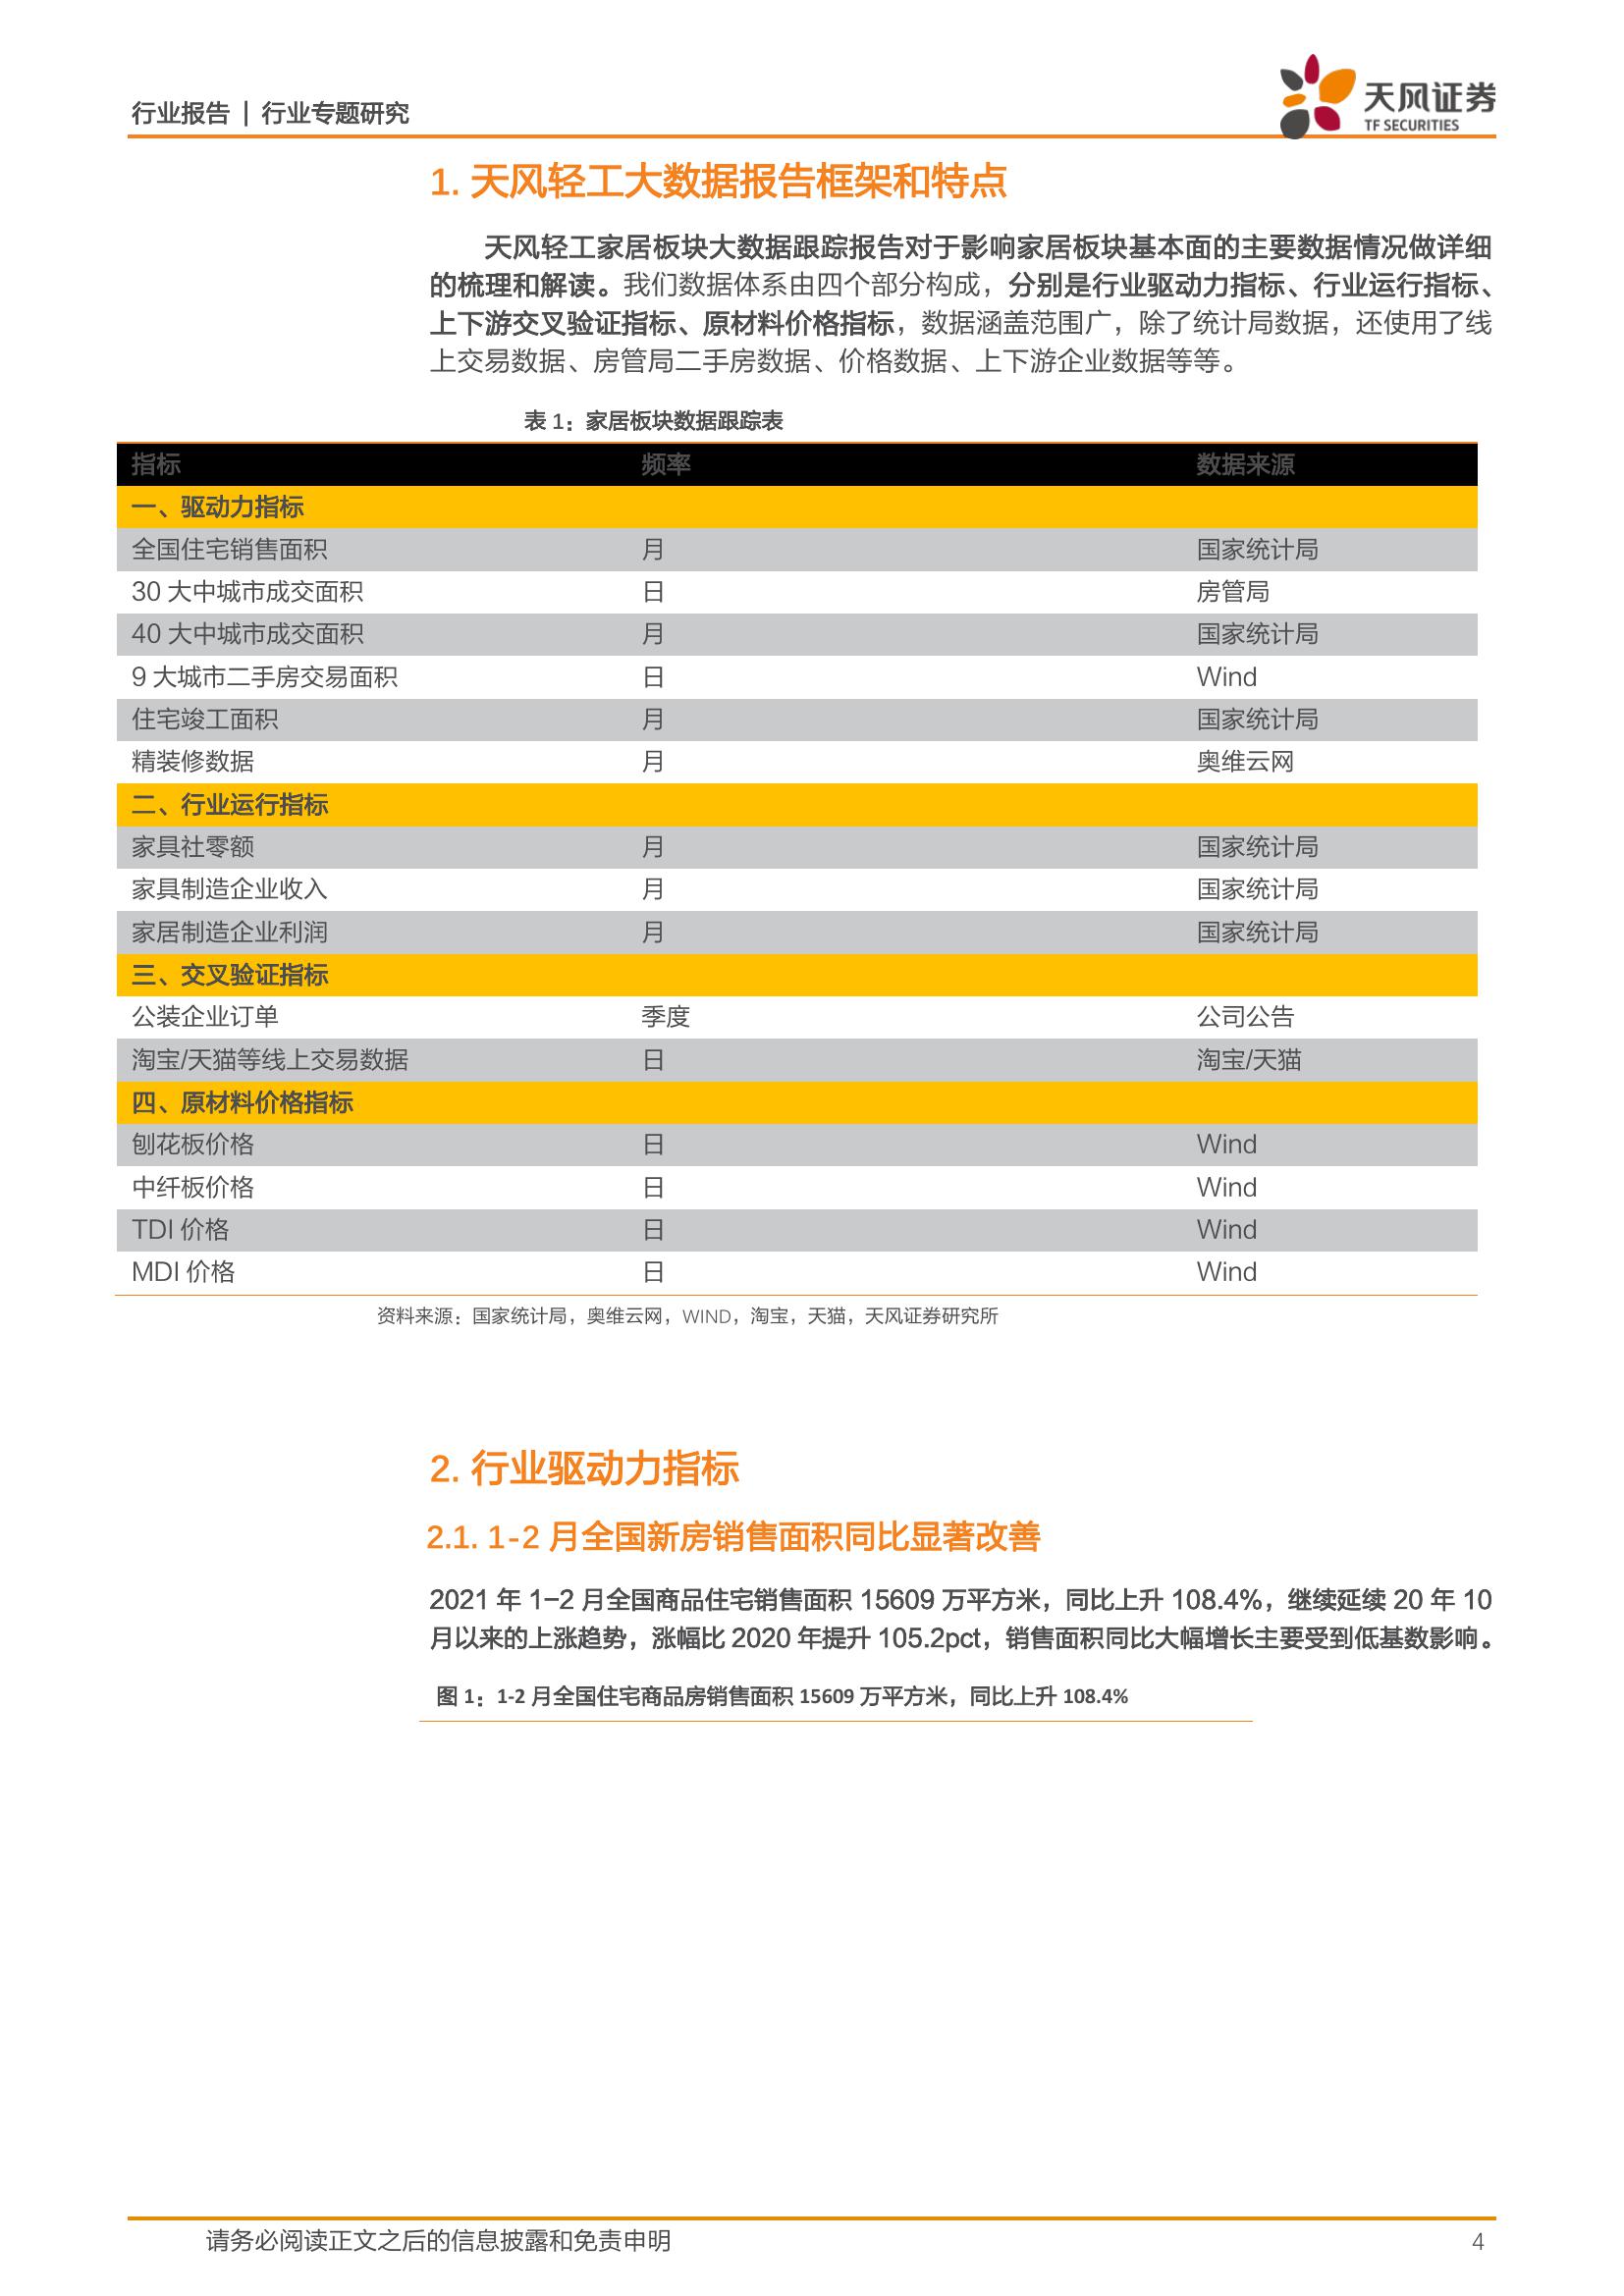 行业报告 | 行业专题研究
天风证券
TF SECURITIES
1. 天风轻工大数据报告框架和特点
天风轻工家居板块大数据跟踪报告对于影响家居板块基本面的主要数据情况做详细
的梳理和解读。我们数据体系由四个部分构成，分别是行业驱动力指标、行业运行指标、
上下游交叉验证指标、原材料价格指标，数据涵盖范围广，除了统计局数据，还使用了线
上交易数据、房管局二手房数据、价格数据、上下游企业数据等等。
表 1：家居板块数据跟踪表
指标 频率 数据来源
一、驱动力指标
全国住宅销售面积 月 国家统计局
30 大中城市成交面积 日 房管局
40 大中城市成交面积 月 国家统计局
9 大城市二手房交易面积 日 Wind
住宅竣工面积 月 国家统计局
精装修数据 月 奥维云网
二、行业运行指标
家具社零额 月 国家统计局
家具制造企业收入 月 国家统计局
家居制造企业利润 月 国家统计局
三、交叉验证指标
公装企业订单 季度 公司公告
淘宝/天猫等线上交易数据 日 淘宝/天猫
四、原材料价格指标
刨花板价格 日 Wind
中纤板价格 日 Wind
TDI 价格 日 Wind
MDI 价格 日 Wind
资料来源：国家统计局，奥维云网，WIND，淘宝，天猫，天风证券研究所
2. 行业驱动力指标
2.1. 1-2 月全国新房销售面积同比显著改善
2021 年 1-2 月全国商品住宅销售面积 15609 万平方米，同比上升 108.4%，继续延续 20 年 10
月以来的上涨趋势，涨幅比 2020 年提升 105.2pct，销售面积同比大幅增长主要受到低基数影响。
图 1：1-2 月全国住宅商品房销售面积 15609 万平方米，同比上升 108.4%
请务必阅读正文之后的信息披露和免责申明 4